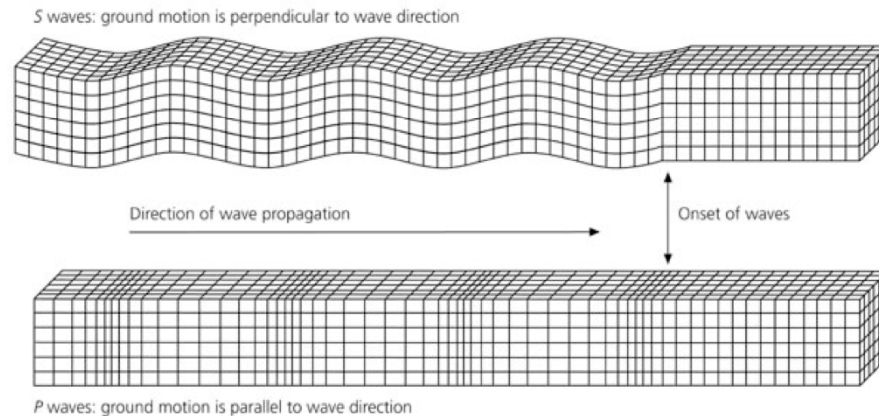 S waves: ground motion is perpendicular to wave direction
Direction of wave propagation
Onset of waves
P waves: ground motion is parallel to wave direction